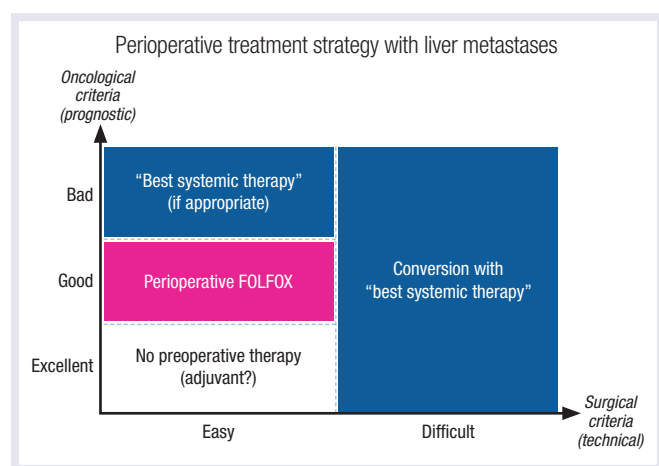 Perioperative treatment strategy with liver metastases
Oncological
criteria
(prognostic)
Bad
"Best systemic therapy"
(if appropriate)
Good
Perioperative FOLFOX
Conversion with
"best systemic therapy"
Excellent
No preoperative therapy
(adjuvant?)
Easy
Difficult
Surgical
criteria
(technical)